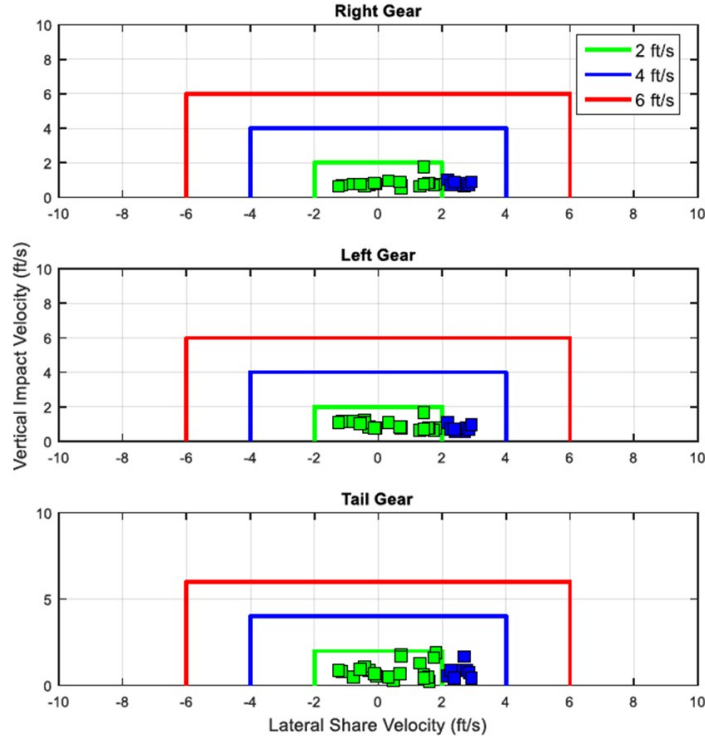 Right Gear
10
8
6
4
2
0
-10 -8 -6 -4 -2 0 2 4 6 8 10
2 ft/s
4 ft/s
6 ft/s
Left Gear
10
8
6
4
2
0
-10 -8 -6 -4 -2 0 2 4 6 8 10
Vertical Impact Velocity (ft/s)
Tail Gear
10
5
0
-10 -8 -6 -4 -2 0 2 4 6 8 10
Lateral Share Velocity (ft/s)